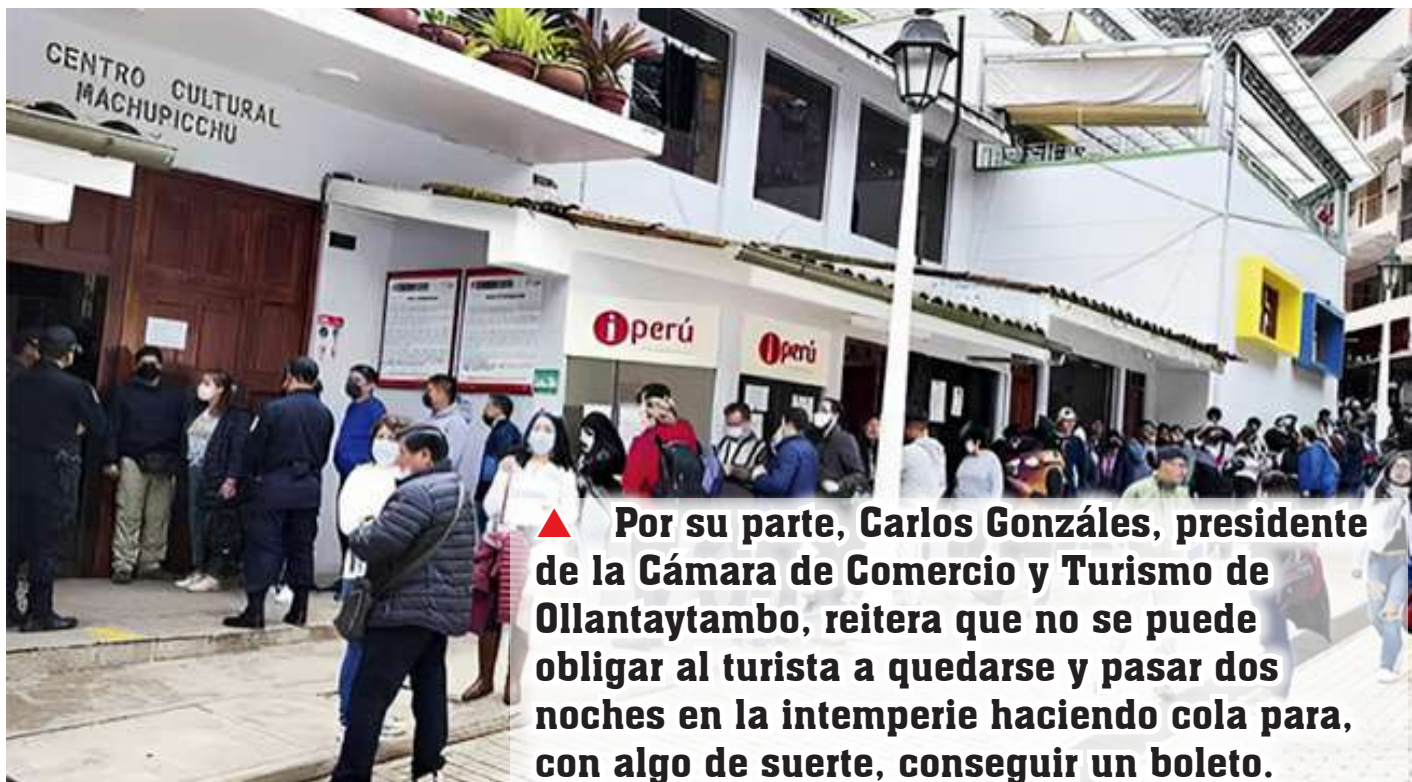 CENTRO CULTURAL
MACHUPICCHU
iperú
iperú
Por su parte, Carlos Gonzáles, presidente
de la Cámara de Comercio y Turismo de
Ollantaytambo, reitera que no se puede
obligar al turista a quedarse y pasar dos
noches en la intemperie haciendo cola para,
con algo de suerte, conseguir un boleto.